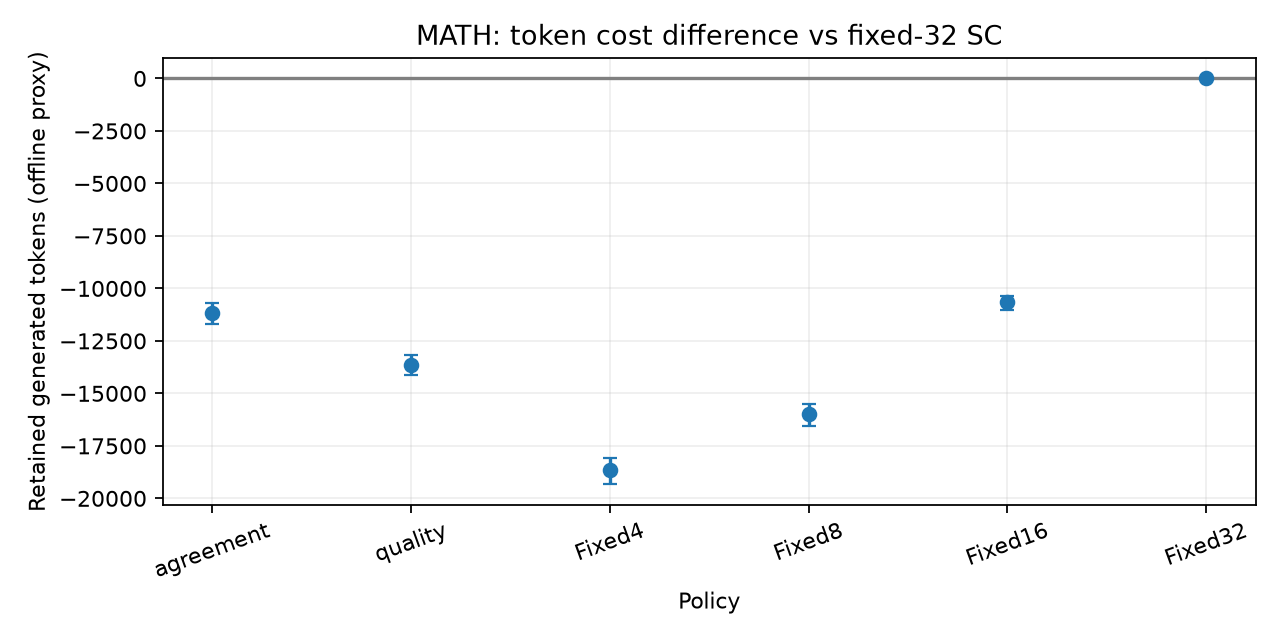 MATH: token cost difference vs fixed-32 SC
Retained generated tokens (offline proxy)
0
−2500
−5000
−7500
−10000
−12500
−15000
−17500
−20000
agreement
quality
Fixed4
Fixed8
Fixed16
Fixed32
Policy